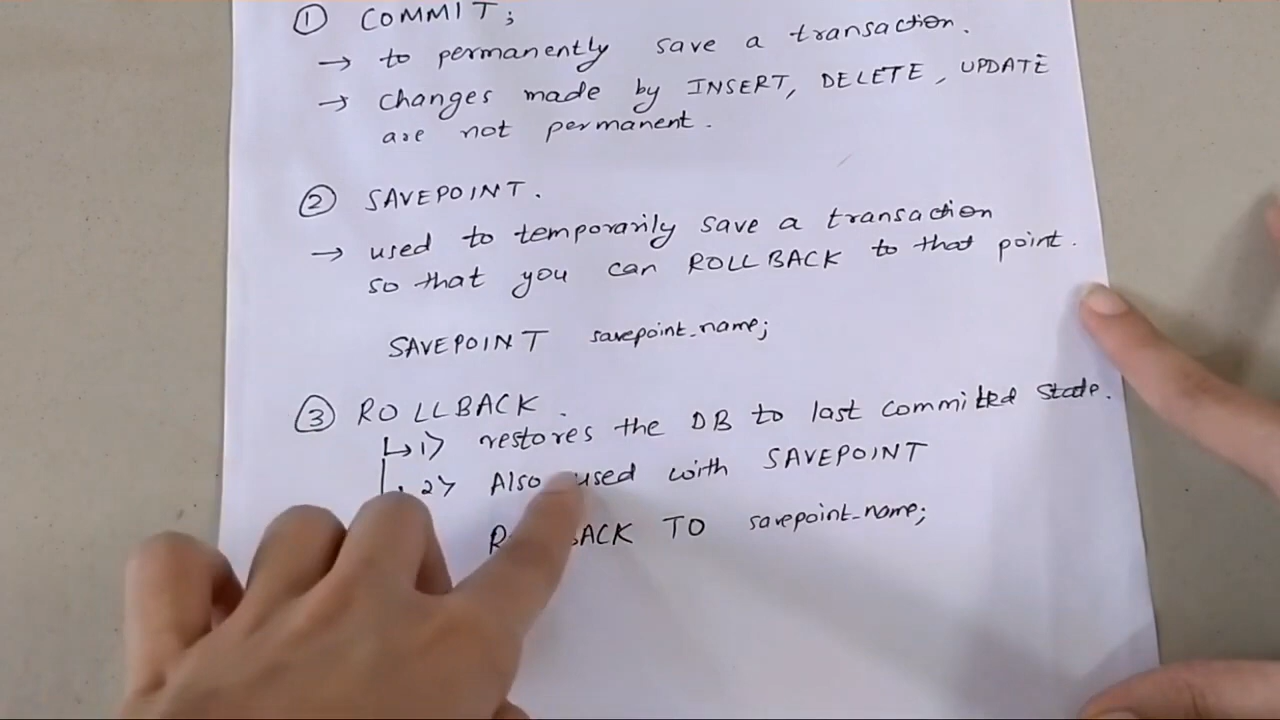 ① COMMIT;
→ to permanently save a transaction.
→ changes made by INSERT, DELETE, UPDATE
are not permanent.
② SAVEPOINT.
→ used to temporarily save a transaction
so that you can ROLLBACK to that point.
SAVEPOINT savepoint_name;
③ ROLLBACK.
↳ 1> restores the DB to last committed state.
2> Also used with SAVEPOINT
TO savepoint_name;